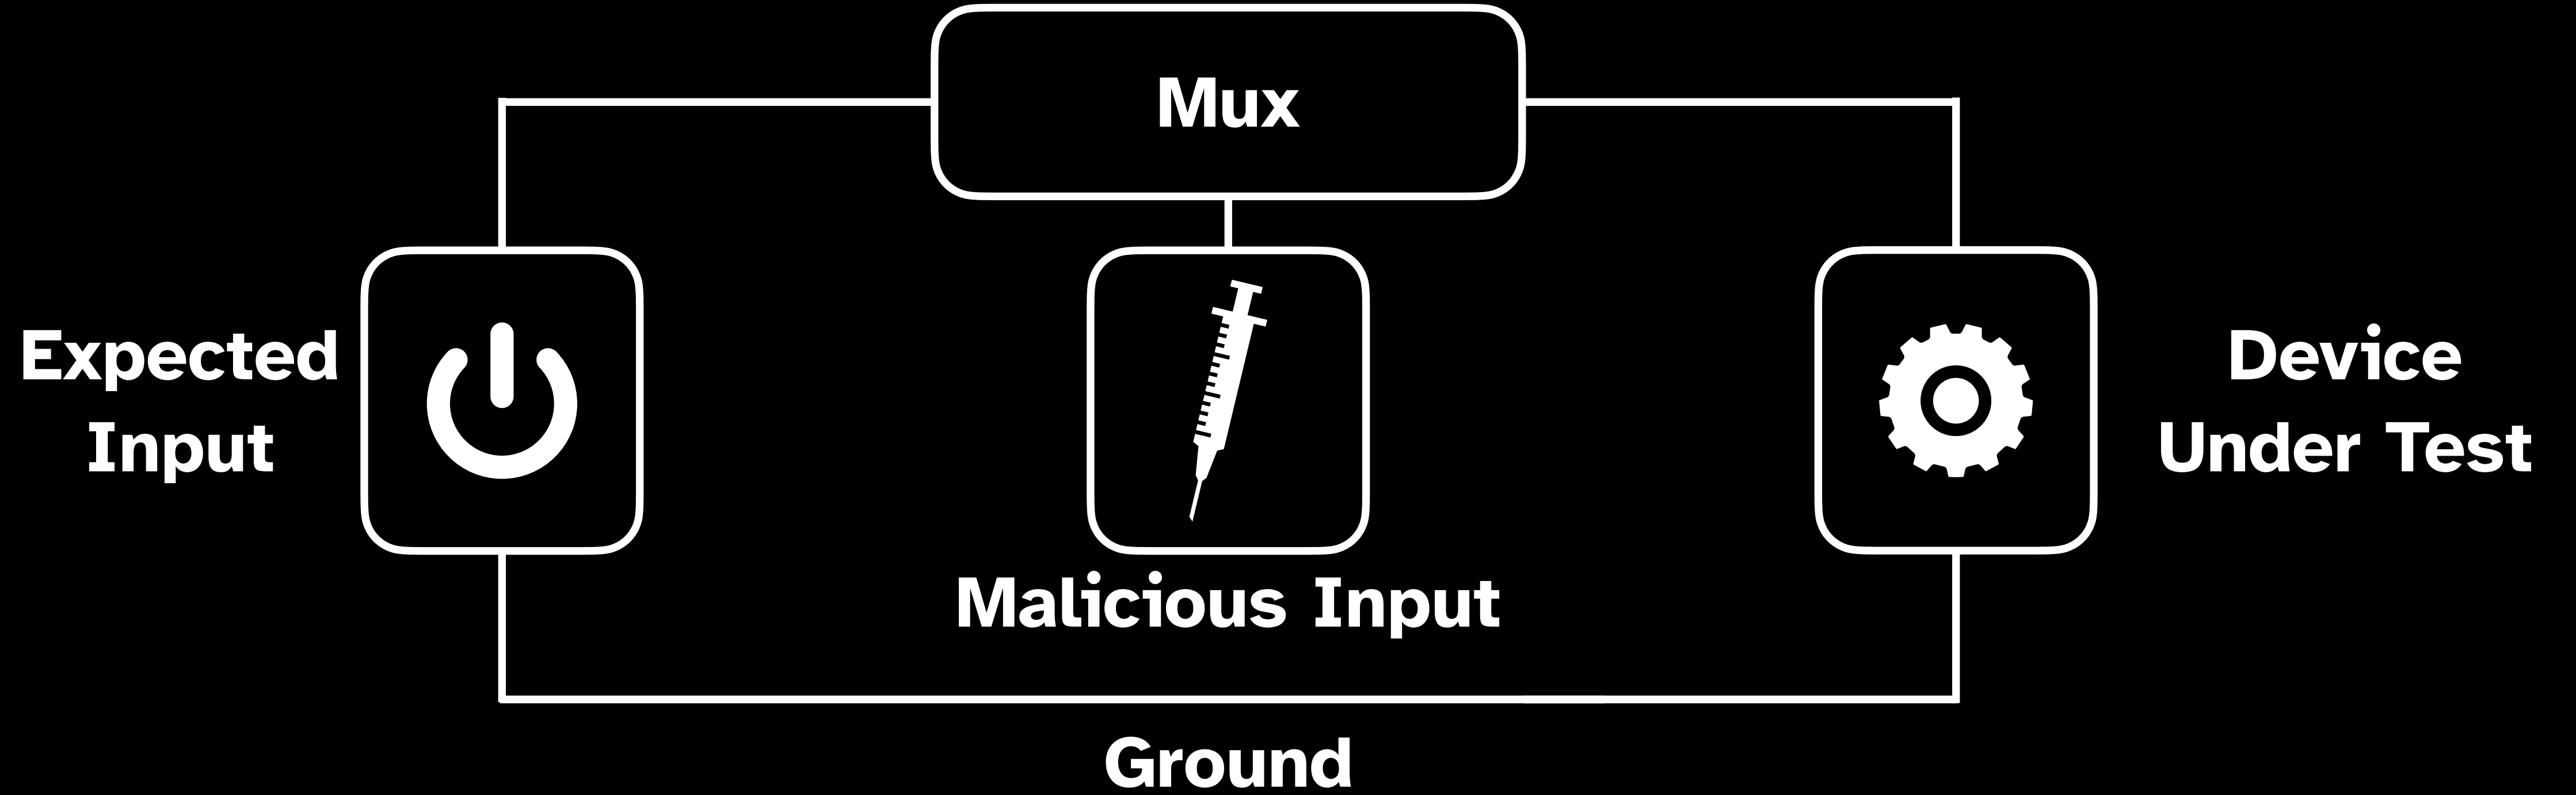 Mux
Expected
Input
Malicious Input
Device
Under Test
Ground